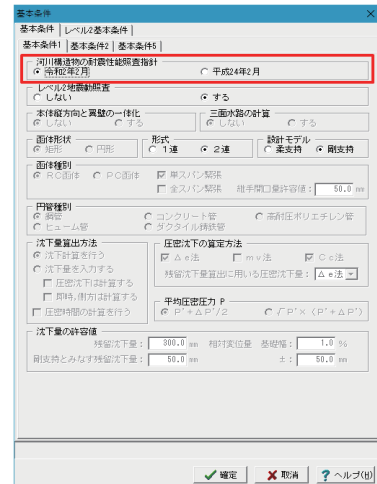 基本条件
基本条件 レベル2基本条件
基本条件1 基本条件2 基本条件5
河川構造物の耐震性能照査指針
令和2年2月 平成24年2月
レベル2地震動照査
しない する
本体縦方向と翼壁の一体化 三面水路の計算
しない する しない する
函体形状 形式 設計モデル
矩形 円形 1連 2連 柔支持 剛支持
函体種別
RC函体 PC函体 単スパン緊張
全スパン緊張 継手開口量許容値: 50.0 mm
円管種別
鋼管 コンクリート管 高耐圧ポリエチレン管
ヒューム管 ダクタイル鋳鉄管
沈下量算出方法 圧密沈下の算定方法
沈下計算を行う Δe法 mv法 Cc法
沈下量を入力する 残留沈下量算出に用いる圧密沈下量: Δe法
圧密沈下は計算する
即時,側方は計算する 平均圧密圧力 P
圧密時間の計算を行う P'+ΔP'/2 √P'×(P'+ΔP')
沈下量の許容値
残留沈下量: 300.0 mm 相対変位量 基礎幅: 1.0 %
剛支持とみなす残留沈下量: 50.0 mm ±: 50.0 mm
確定 取消 ヘルプ(H)